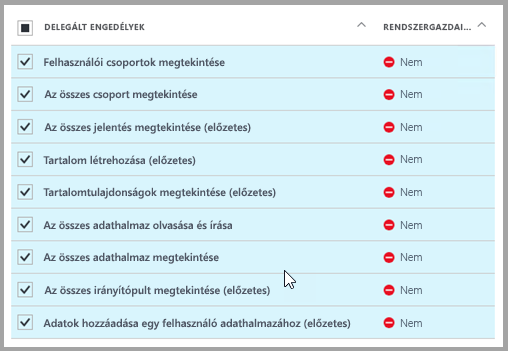 DELEGÁLT ENGEDÉLYEK RENDSZERGAZDAI...
Felhasználói csoportok megtekintése Nem
Az összes csoport megtekintése Nem
Az összes jelentés megtekintése (előzetes) Nem
Tartalom létrehozása (előzetes) Nem
Tartalomtulajdonságok megtekintése (előzetes) Nem
Az összes adathalmaz olvasása és írása Nem
Az összes adathalmaz megtekintése Nem
Az összes irányítópult megtekintése (előzetes) Nem
Adatok hozzáadása egy felhasználó adathalmazához (előzetes) Nem